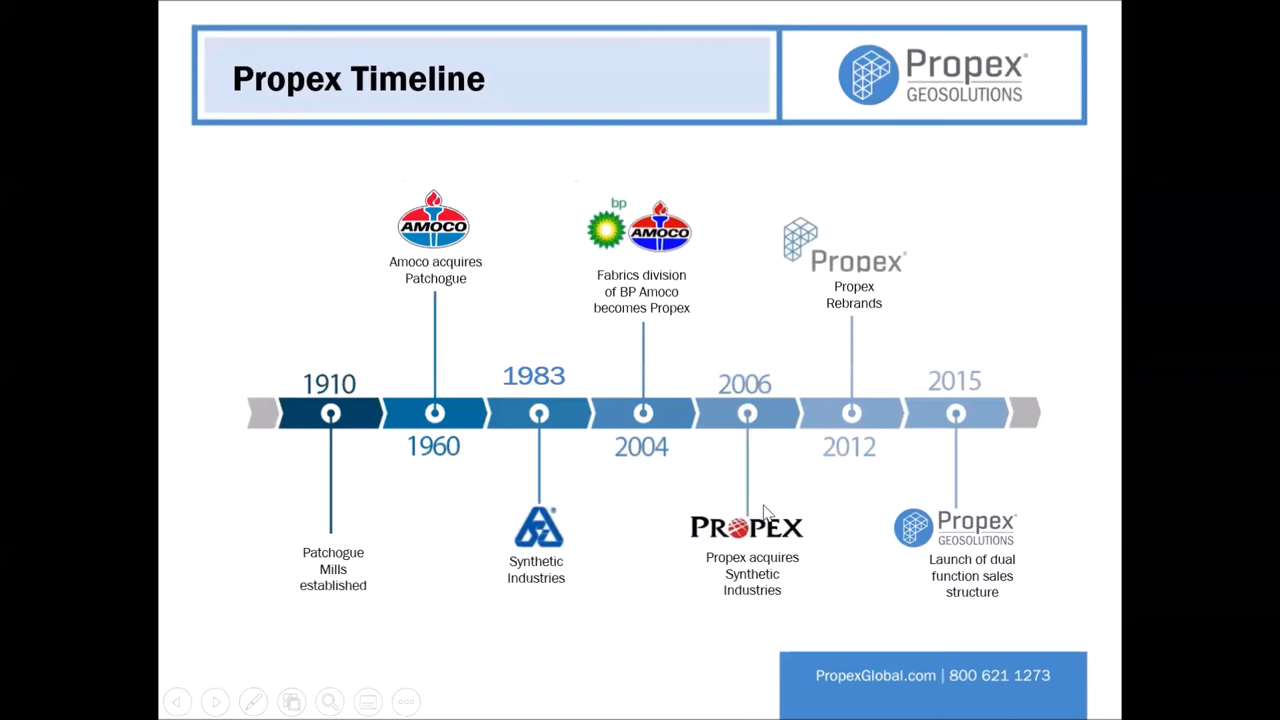 Propex Timeline
Propex®
GEOSOLUTIONS
AMOCO
Amoco acquires
Patchogue
bp
AMOCO
Fabrics division
of BP Amoco
becomes Propex
Propex®
Propex
Rebrands
1910
1983
2006
2015
1960
2004
2012
Patchogue
Mills
established
®
Synthetic
Industries
PROPEX
Propex acquires
Synthetic
Industries
Propex®
GEOSOLUTIONS
Launch of dual
function sales
structure
PropexGlobal.com | 800 621 1273